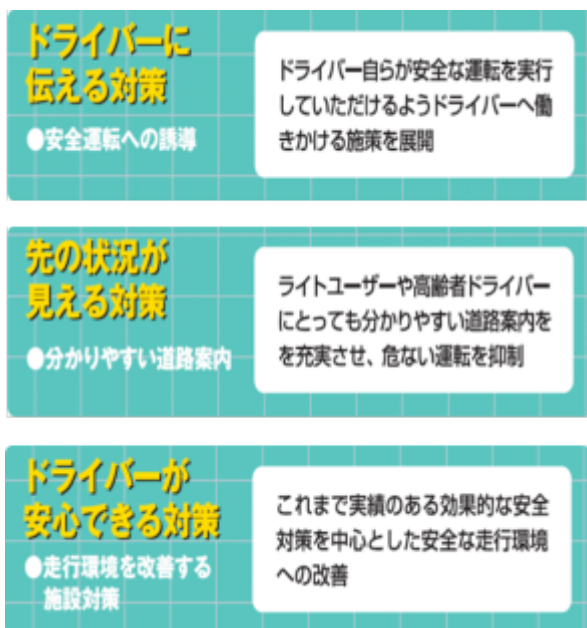 ドライバーに
伝える対策
●安全運転への誘導
ドライバー自らが安全な運転を実行
していただけるようドライバーへ働
きかける施策を展開
先の状況が
見える対策
●分かりやすい道路案内
ライトユーザーや高齢者ドライバー
にとっても分かりやすい道路案内を
を充実させ、危ない運転を抑制
ドライバーが
安心できる対策
●走行環境を改善する
施設対策
これまで実績のある効果的な安全
対策を中心とした安全な走行環境
への改善